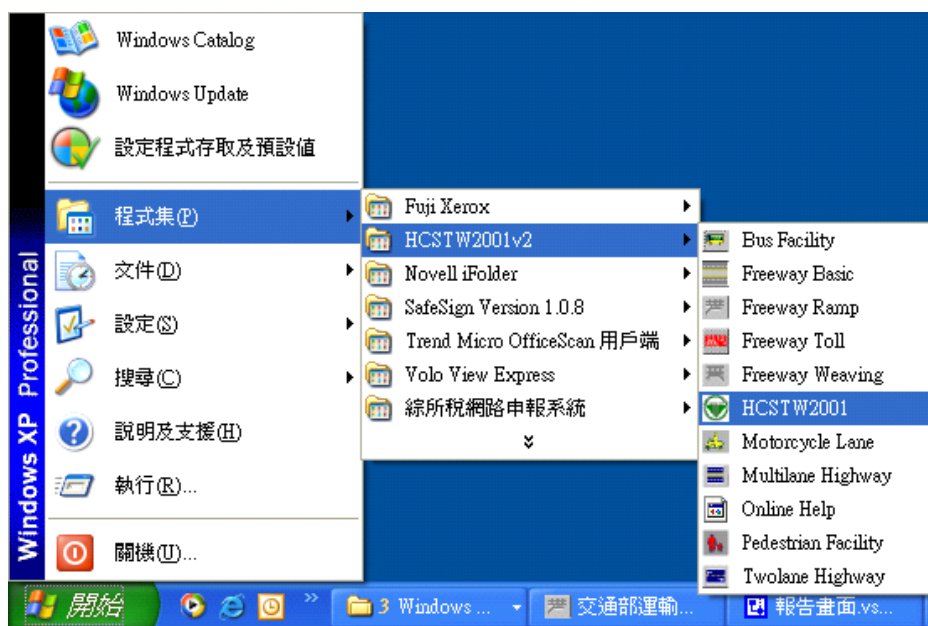 Windows Catalog
Windows Update
設定程式存取及預設值
程式集(P)
文件(D)
設定(S)
搜尋(C)
說明及支援(H)
執行(R)...
關機(U)...
Windows XP Professional
Fuji Xerox
HCSTW2001v2
Novell iFolder
SafeSign Version 1.0.8
Trend Micro OfficeScan 用戶端
Volo View Express
綜所稅網路申報系統
Bus Facility
Freeway Basic
Freeway Ramp
Freeway Toll
Freeway Weaving
HCSTW2001
Motorcycle Lane
Multilane Highway
Online Help
Pedestrian Facility
Twolane Highway
開始
3 Windows ...
交通部運輸...
報告畫面.vs...